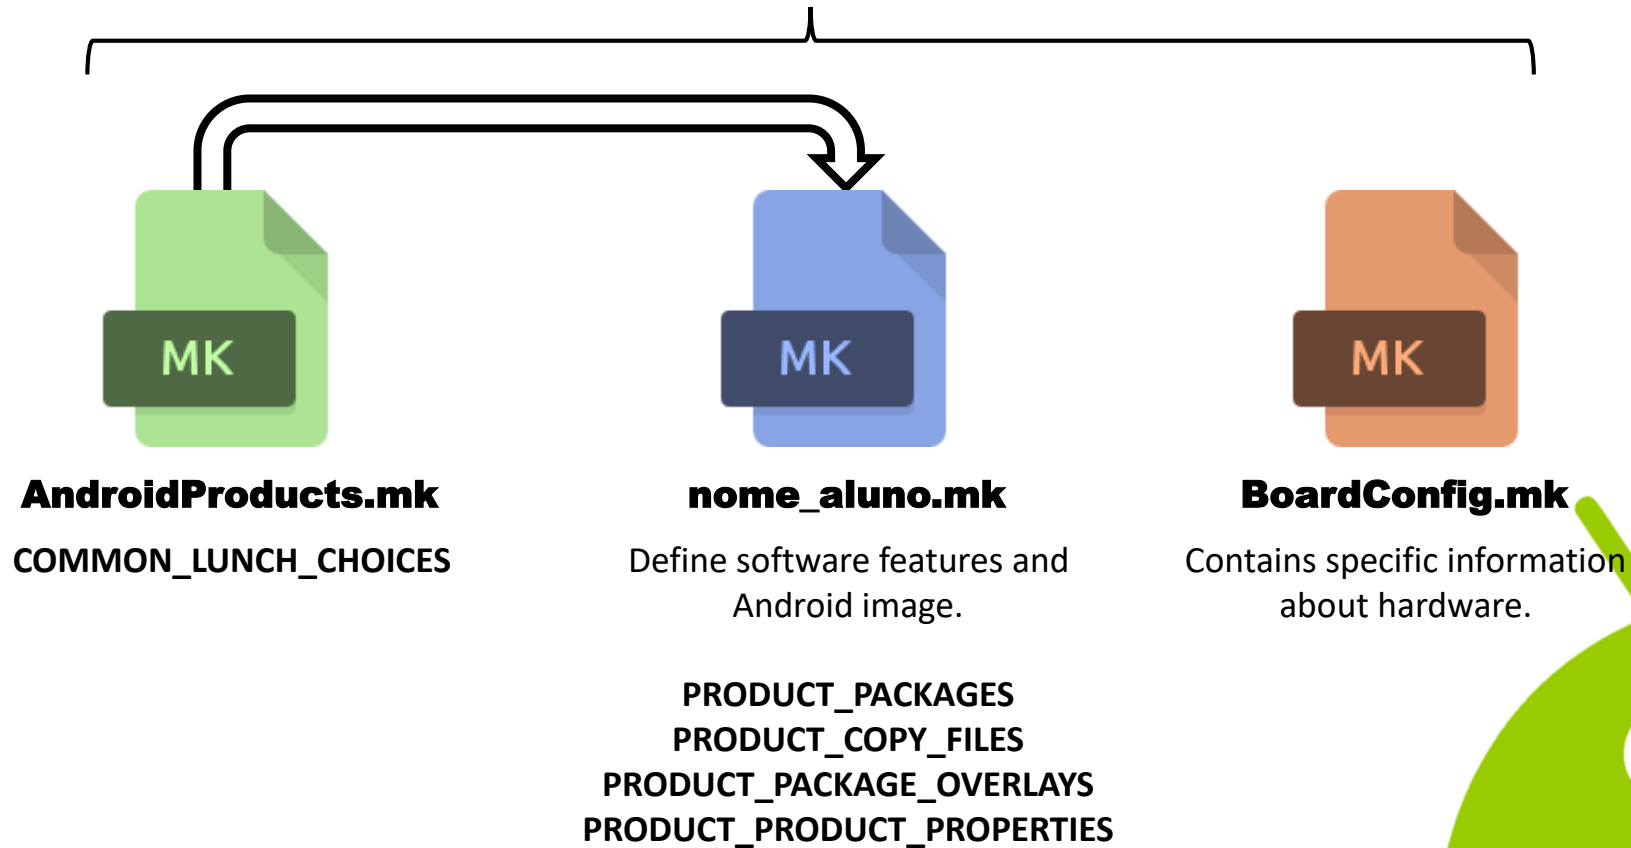 MK
AndroidProducts.mk
COMMON_LUNCH_CHOICES
MK
nome_aluno.mk
Define software features and
Android image.
PRODUCT_PACKAGES
PRODUCT_COPY_FILES
PRODUCT_PACKAGE_OVERLAYS
PRODUCT_PRODUCT_PROPERTIES
MK
BoardConfig.mk
Contains specific information
about hardware.